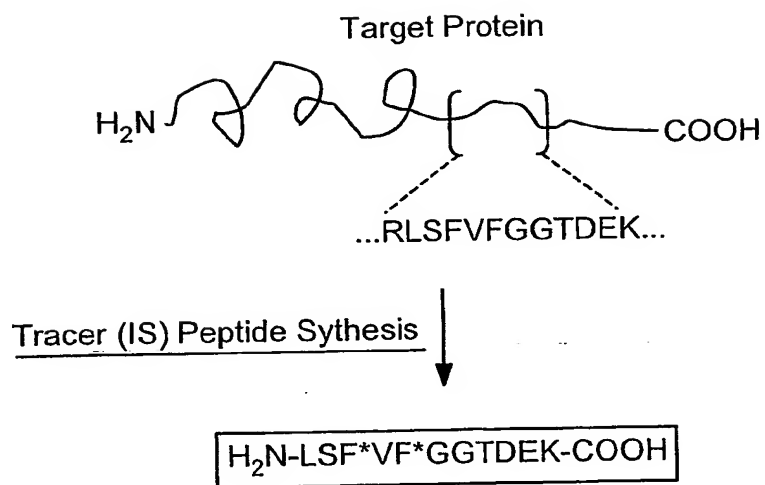 Target Protein
H₂N
COOH
...RLSFVFGGTDEK...
Tracer (IS) Peptide Sythesis
H₂N-LSF*VF*GGTDEK-COOH